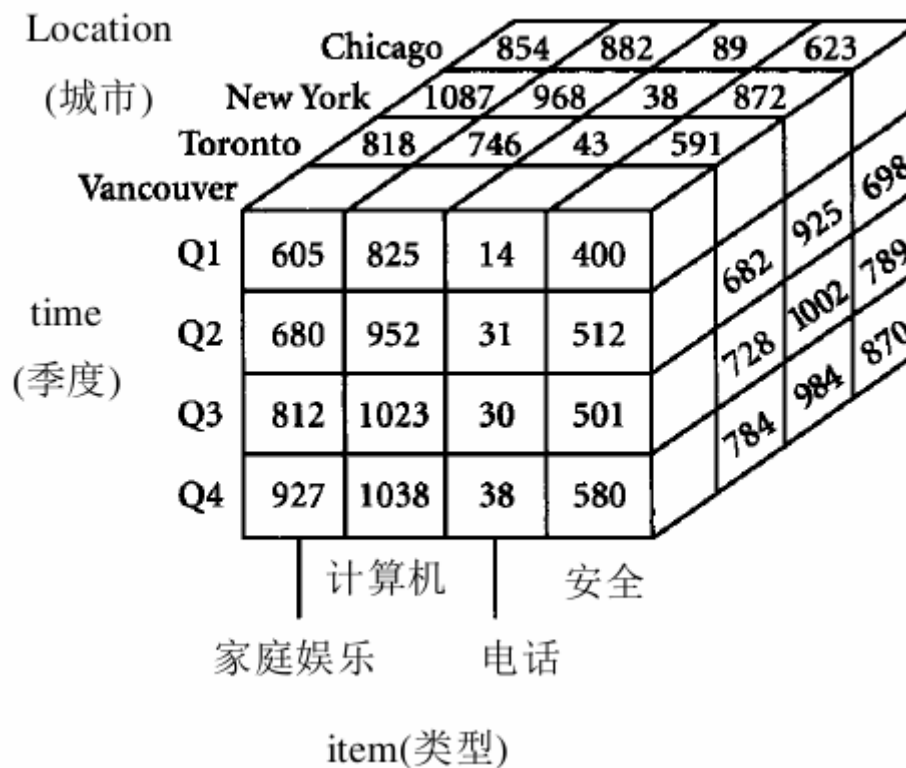 Location
(城市)
Chicago 854 882 89 623
New York 1087 968 38 872
Toronto 818 746 43 591
Vancouver
Q1 605 825 14 400
Q2 680 952 31 512
Q3 812 1023 30 501
Q4 927 1038 38 580
682 925 698
728 1002 789
784 984 870
time
(季度)
计算机 安全
家庭娱乐 电话
item(类型)